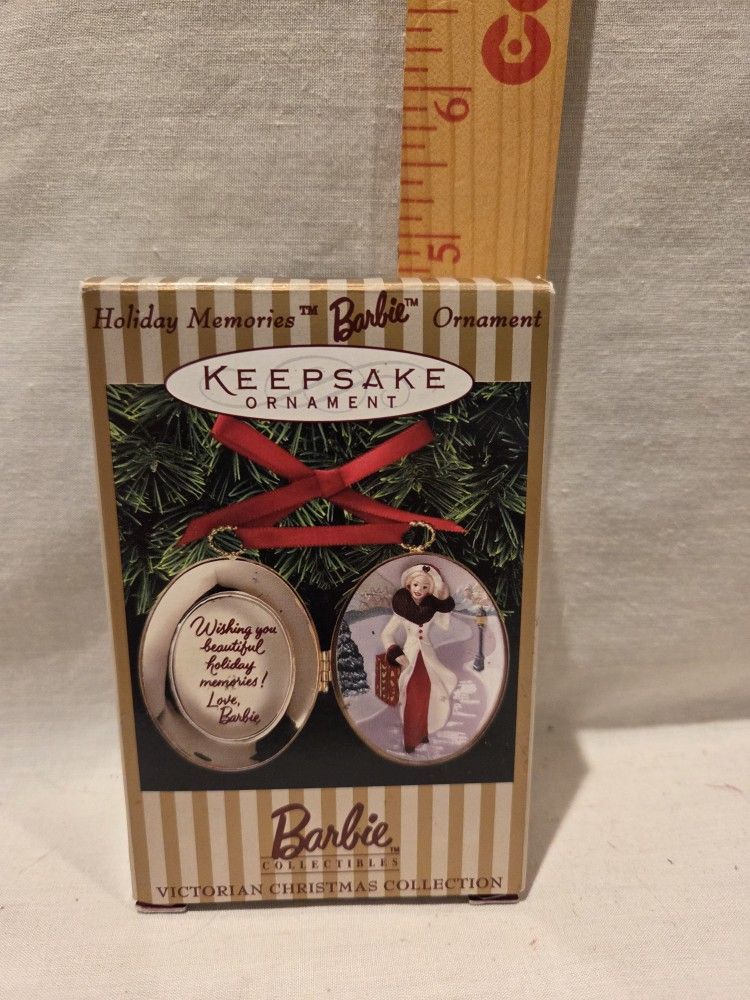 6
5
Holiday Memories™ Barbie™ Ornament
KEEPSAKE
ORNAMENT
Wishing you
beautiful
holiday
memories!
Love,
Barbie
Barbie™
COLLECTIBLES
VICTORIAN CHRISTMAS COLLECTION